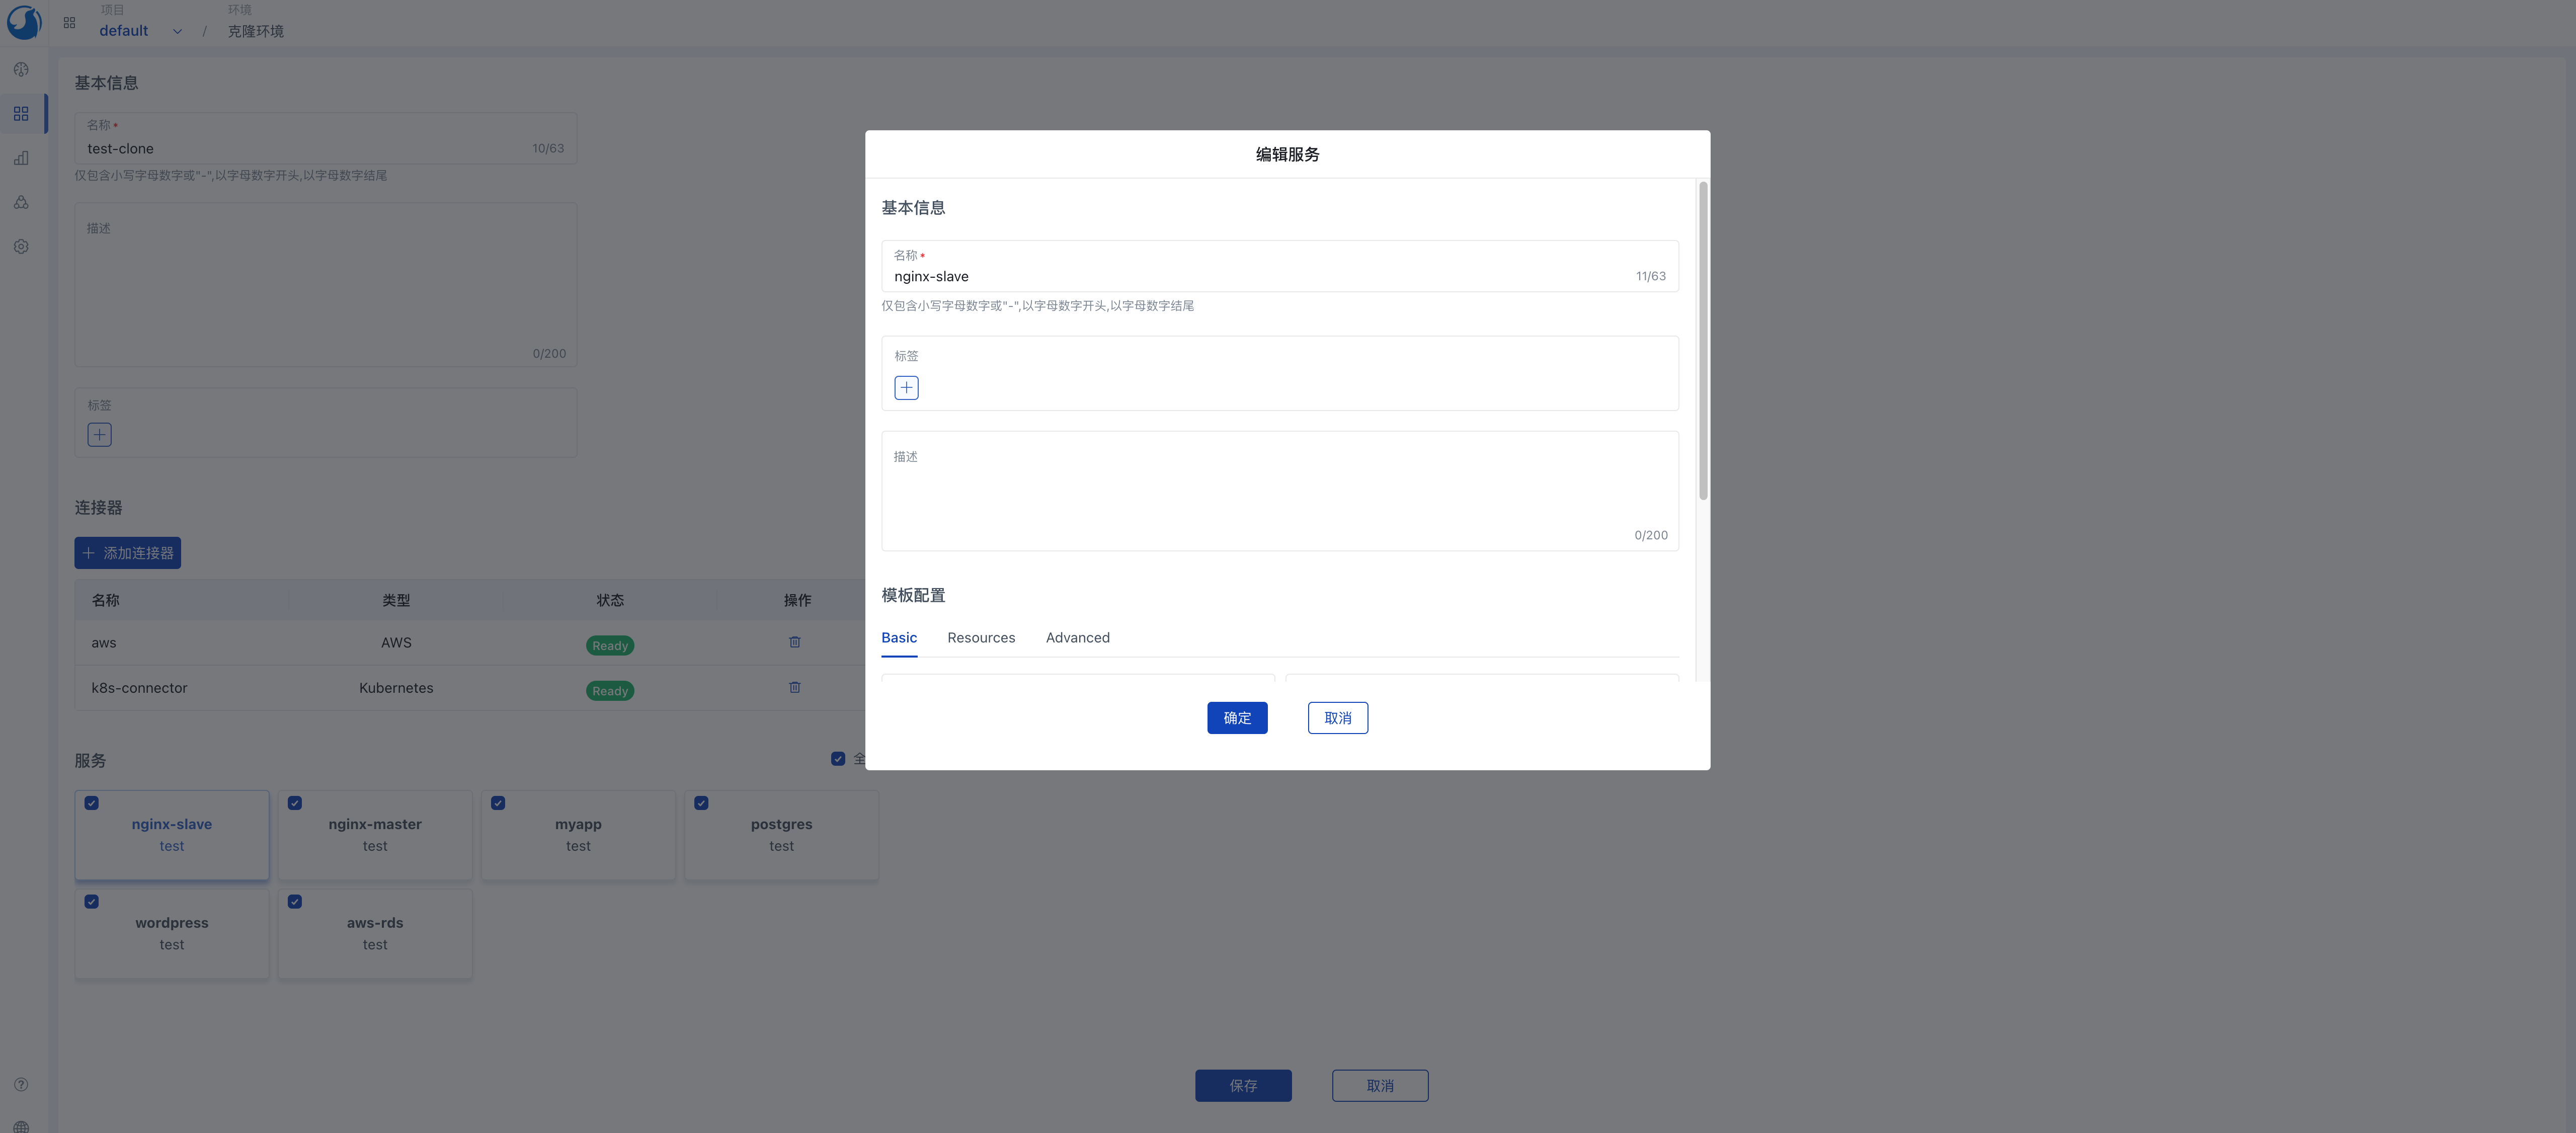 项目
default
/
环境
克隆环境
基本信息
名称 *
test-clone
10/63
仅包含小写字母数字或"-",以字母数字开头,以字母数字结尾
描述
0/200
标签
连接器
添加连接器
名称 类型 状态 操作
aws AWS Ready
k8s-connector Kubernetes Ready
服务
全
nginx-slave
test
nginx-master
test
myapp
test
postgres
test
wordpress
test
aws-rds
test
保存
取消
编辑服务
基本信息
名称 *
nginx-slave
11/63
仅包含小写字母数字或"-",以字母数字开头,以字母数字结尾
标签
描述
0/200
模板配置
Basic Resources Advanced
确定
取消